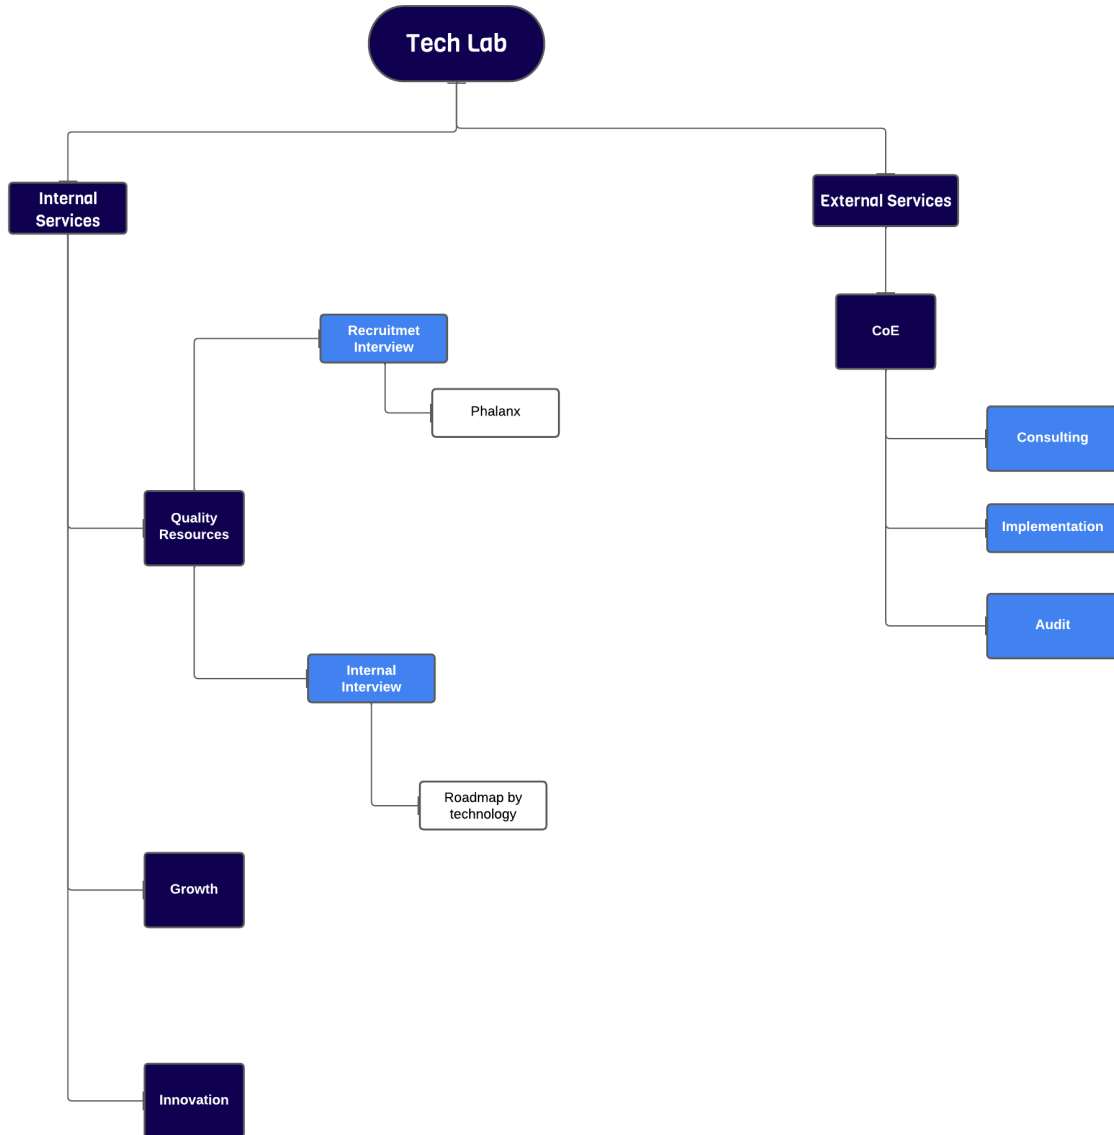 Tech Lab
Internal
Services
External Services
Recruitmet
Interview
CoE
Phalanx
Consulting
Quality
Resources
Implementation
Audit
Internal
Interview
Roadmap by
technology
Growth
Innovation